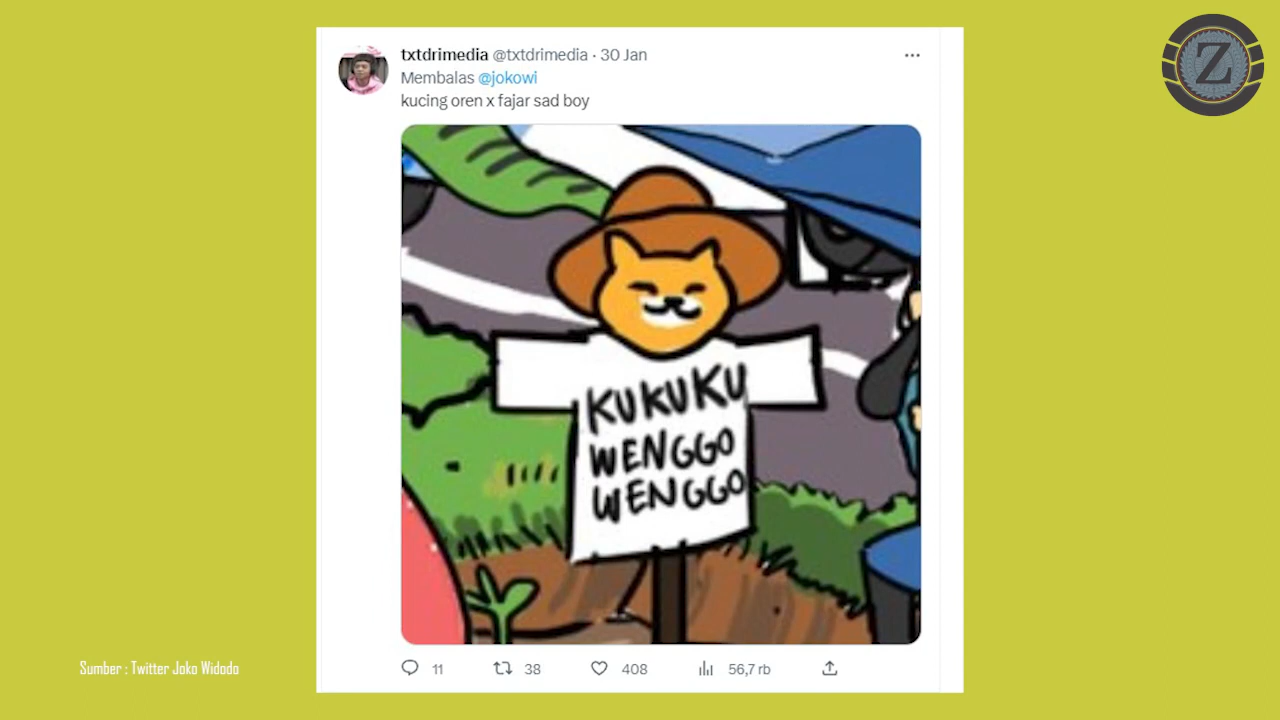 txtdrimedia @txtdrimedia · 30 Jan
Membalas @jokowi
kucing oren x fajar sad boy
KUKUKU
WENGGO
WENGGO
11 38 408 56,7 rb
Sumber : Twitter Joko Widodo
Z